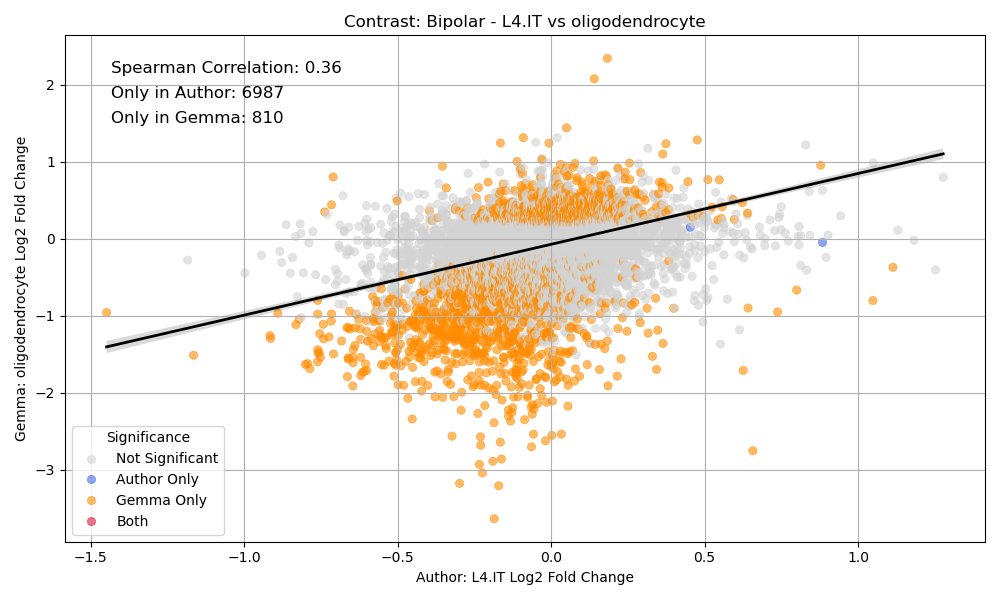 Contrast: Bipolar - L4.IT vs oligodendrocyte
Spearman Correlation: 0.36
Only in Author: 6987
Only in Gemma: 810
Gemma: oligodendrocyte Log2 Fold Change
2
1
0
−1
−2
−3
Significance
Not Significant
Author Only
Gemma Only
Both
−1.5
−1.0
−0.5
0.0
0.5
1.0
Author: L4.IT Log2 Fold Change